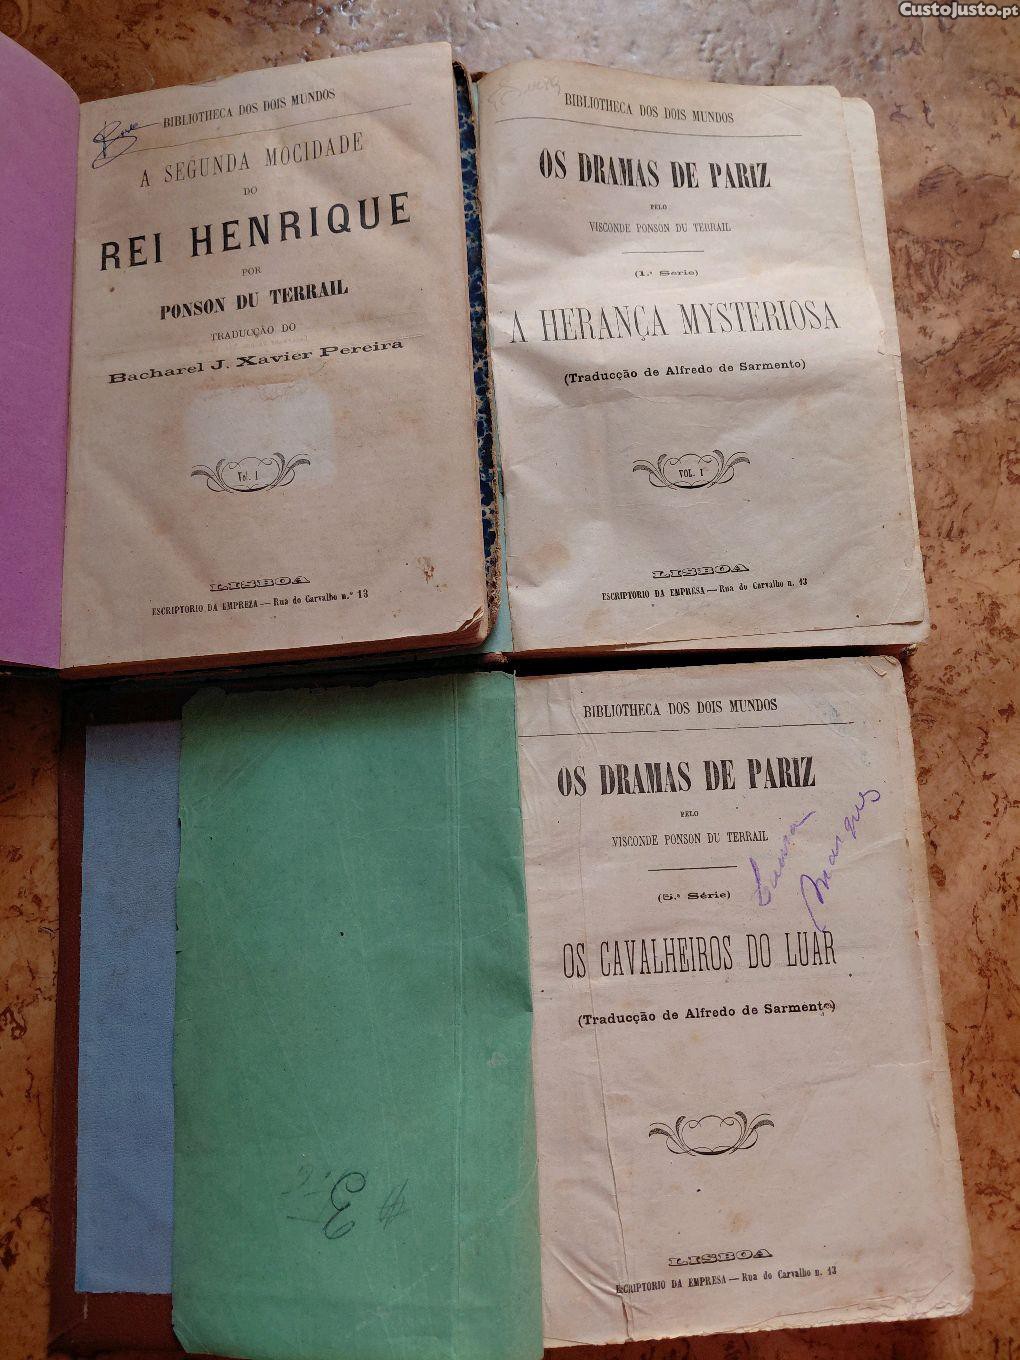 CustoJusto.pt
BIBLIOTHECA DOS DOIS MUNDOS
A SEGUNDA MOCIDADE
DO
REI HENRIQUE
POR
PONSON DU TERRAIL
TRADUCÇÃO DO
Bacharel J. Xavier Pereira
Vol. I
LISBOA
ESCRIPTORIO DA EMPREZA — Rua do Carvalho n.º 13
BIBLIOTHECA DOS DOIS MUNDOS
OS DRAMAS DE PARIZ
PELO
VISCONDE PONSON DU TERRAIL
(1.ª Serie)
A HERANÇA MYSTERIOSA
(Traducção de Alfredo de Sarmento)
VOL. I
LISBOA
ESCRIPTORIO DA EMPRESA — Rua do Carvalho n. 13
BIBLIOTHECA DOS DOIS MUNDOS
OS DRAMAS DE PARIZ
PELO
VISCONDE PONSON DU TERRAIL
(5.ª Série)
OS CAVALHEIROS DO LUAR
(Traducção de Alfredo de Sarmento)
LISBOA
ESCRIPTORIO DA EMPRESA — Rua do Carvalho n. 13